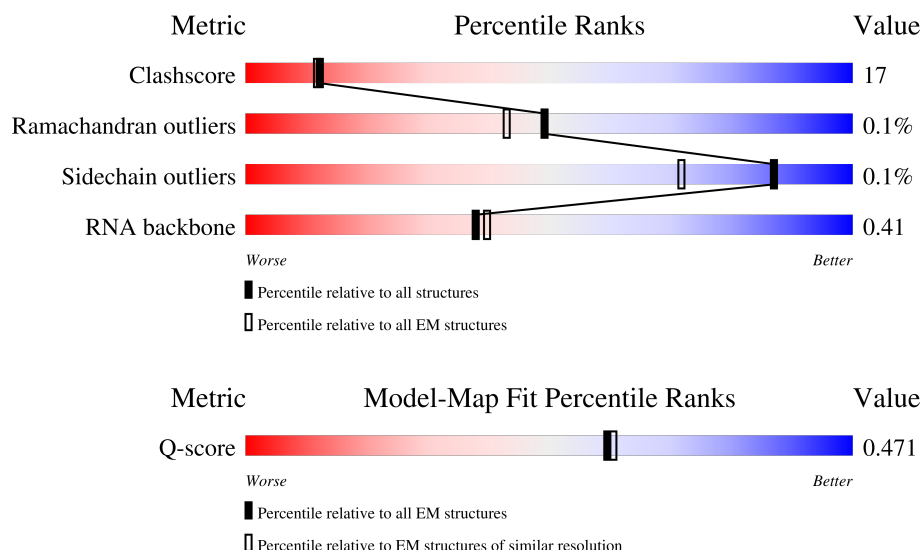 Metric Percentile Ranks Value
Clashscore 17
Ramachandran outliers 0.1%
Sidechain outliers 0.1%
RNA backbone 0.41
Worse Better
Percentile relative to all structures
Percentile relative to all EM structures
Metric Model-Map Fit Percentile Ranks Value
Q-score 0.471
Worse Better
Percentile relative to all EM structures
Percentile relative to EM structures of similar resolution